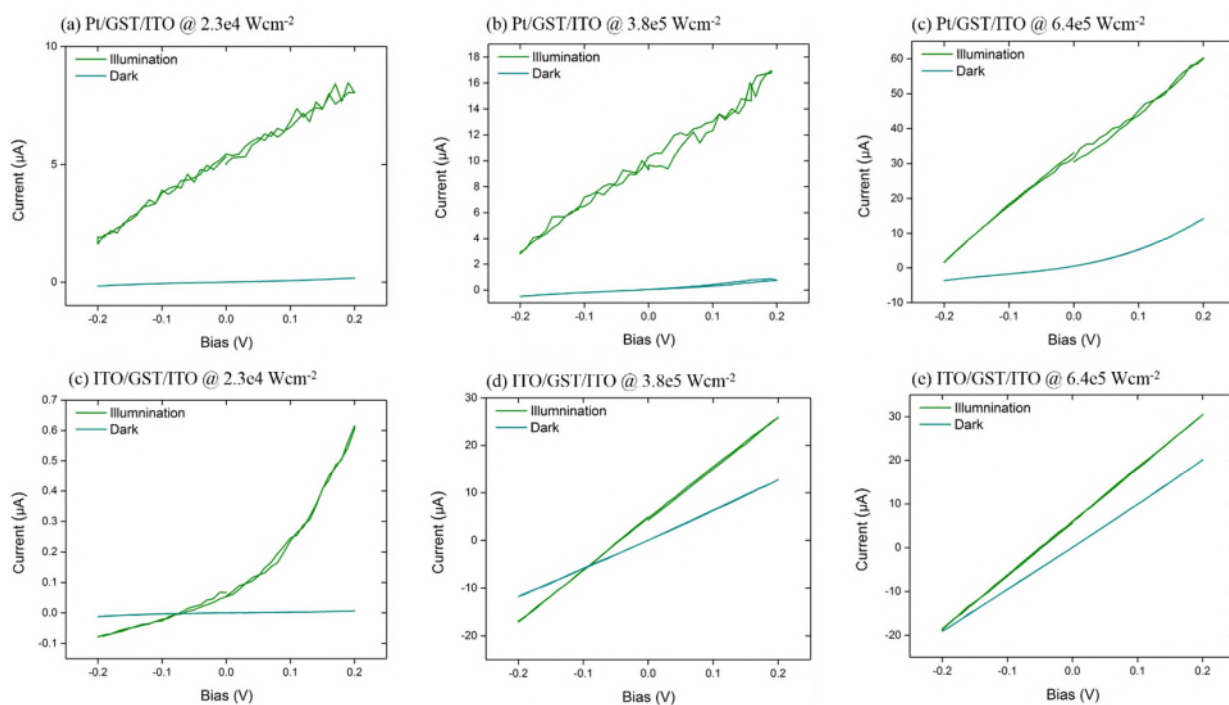 (a) Pt/GST/ITO @ 2.3e4 Wcm-2
10
Illumination
Dark
5
0
Current (µA)
-0.2 -0.1 0.0 0.1 0.2
Bias (V)
(b) Pt/GST/ITO @ 3.8e5 Wcm-2
18
Illumination
16
Dark
14
12
10
8
6
4
2
0
Current (µA)
-0.2 -0.1 0.0 0.1 0.2
Bias (V)
(c) Pt/GST/ITO @ 6.4e5 Wcm-2
Illumination
60
Dark
50
40
30
20
10
0
-10
Current (µA)
-0.2 -0.1 0.0 0.1 0.2
Bias (V)
(c) ITO/GST/ITO @ 2.3e4 Wcm-2
0.7
Illumnination
0.6
Dark
0.5
0.4
0.3
0.2
0.1
0.0
-0.1
Current (µA)
-0.2 -0.1 0.0 0.1 0.2
Bias (V)
(d) ITO/GST/ITO @ 3.8e5 Wcm-2
30
Illumnination
Dark
20
10
0
-10
-20
Current (µA)
-0.2 -0.1 0.0 0.1 0.2
Bias (V)
(e) ITO/GST/ITO @ 6.4e5 Wcm-2
Illumnination
30
Dark
20
10
0
-10
-20
Current (µA)
-0.2 -0.1 0.0 0.1 0.2
Bias (V)